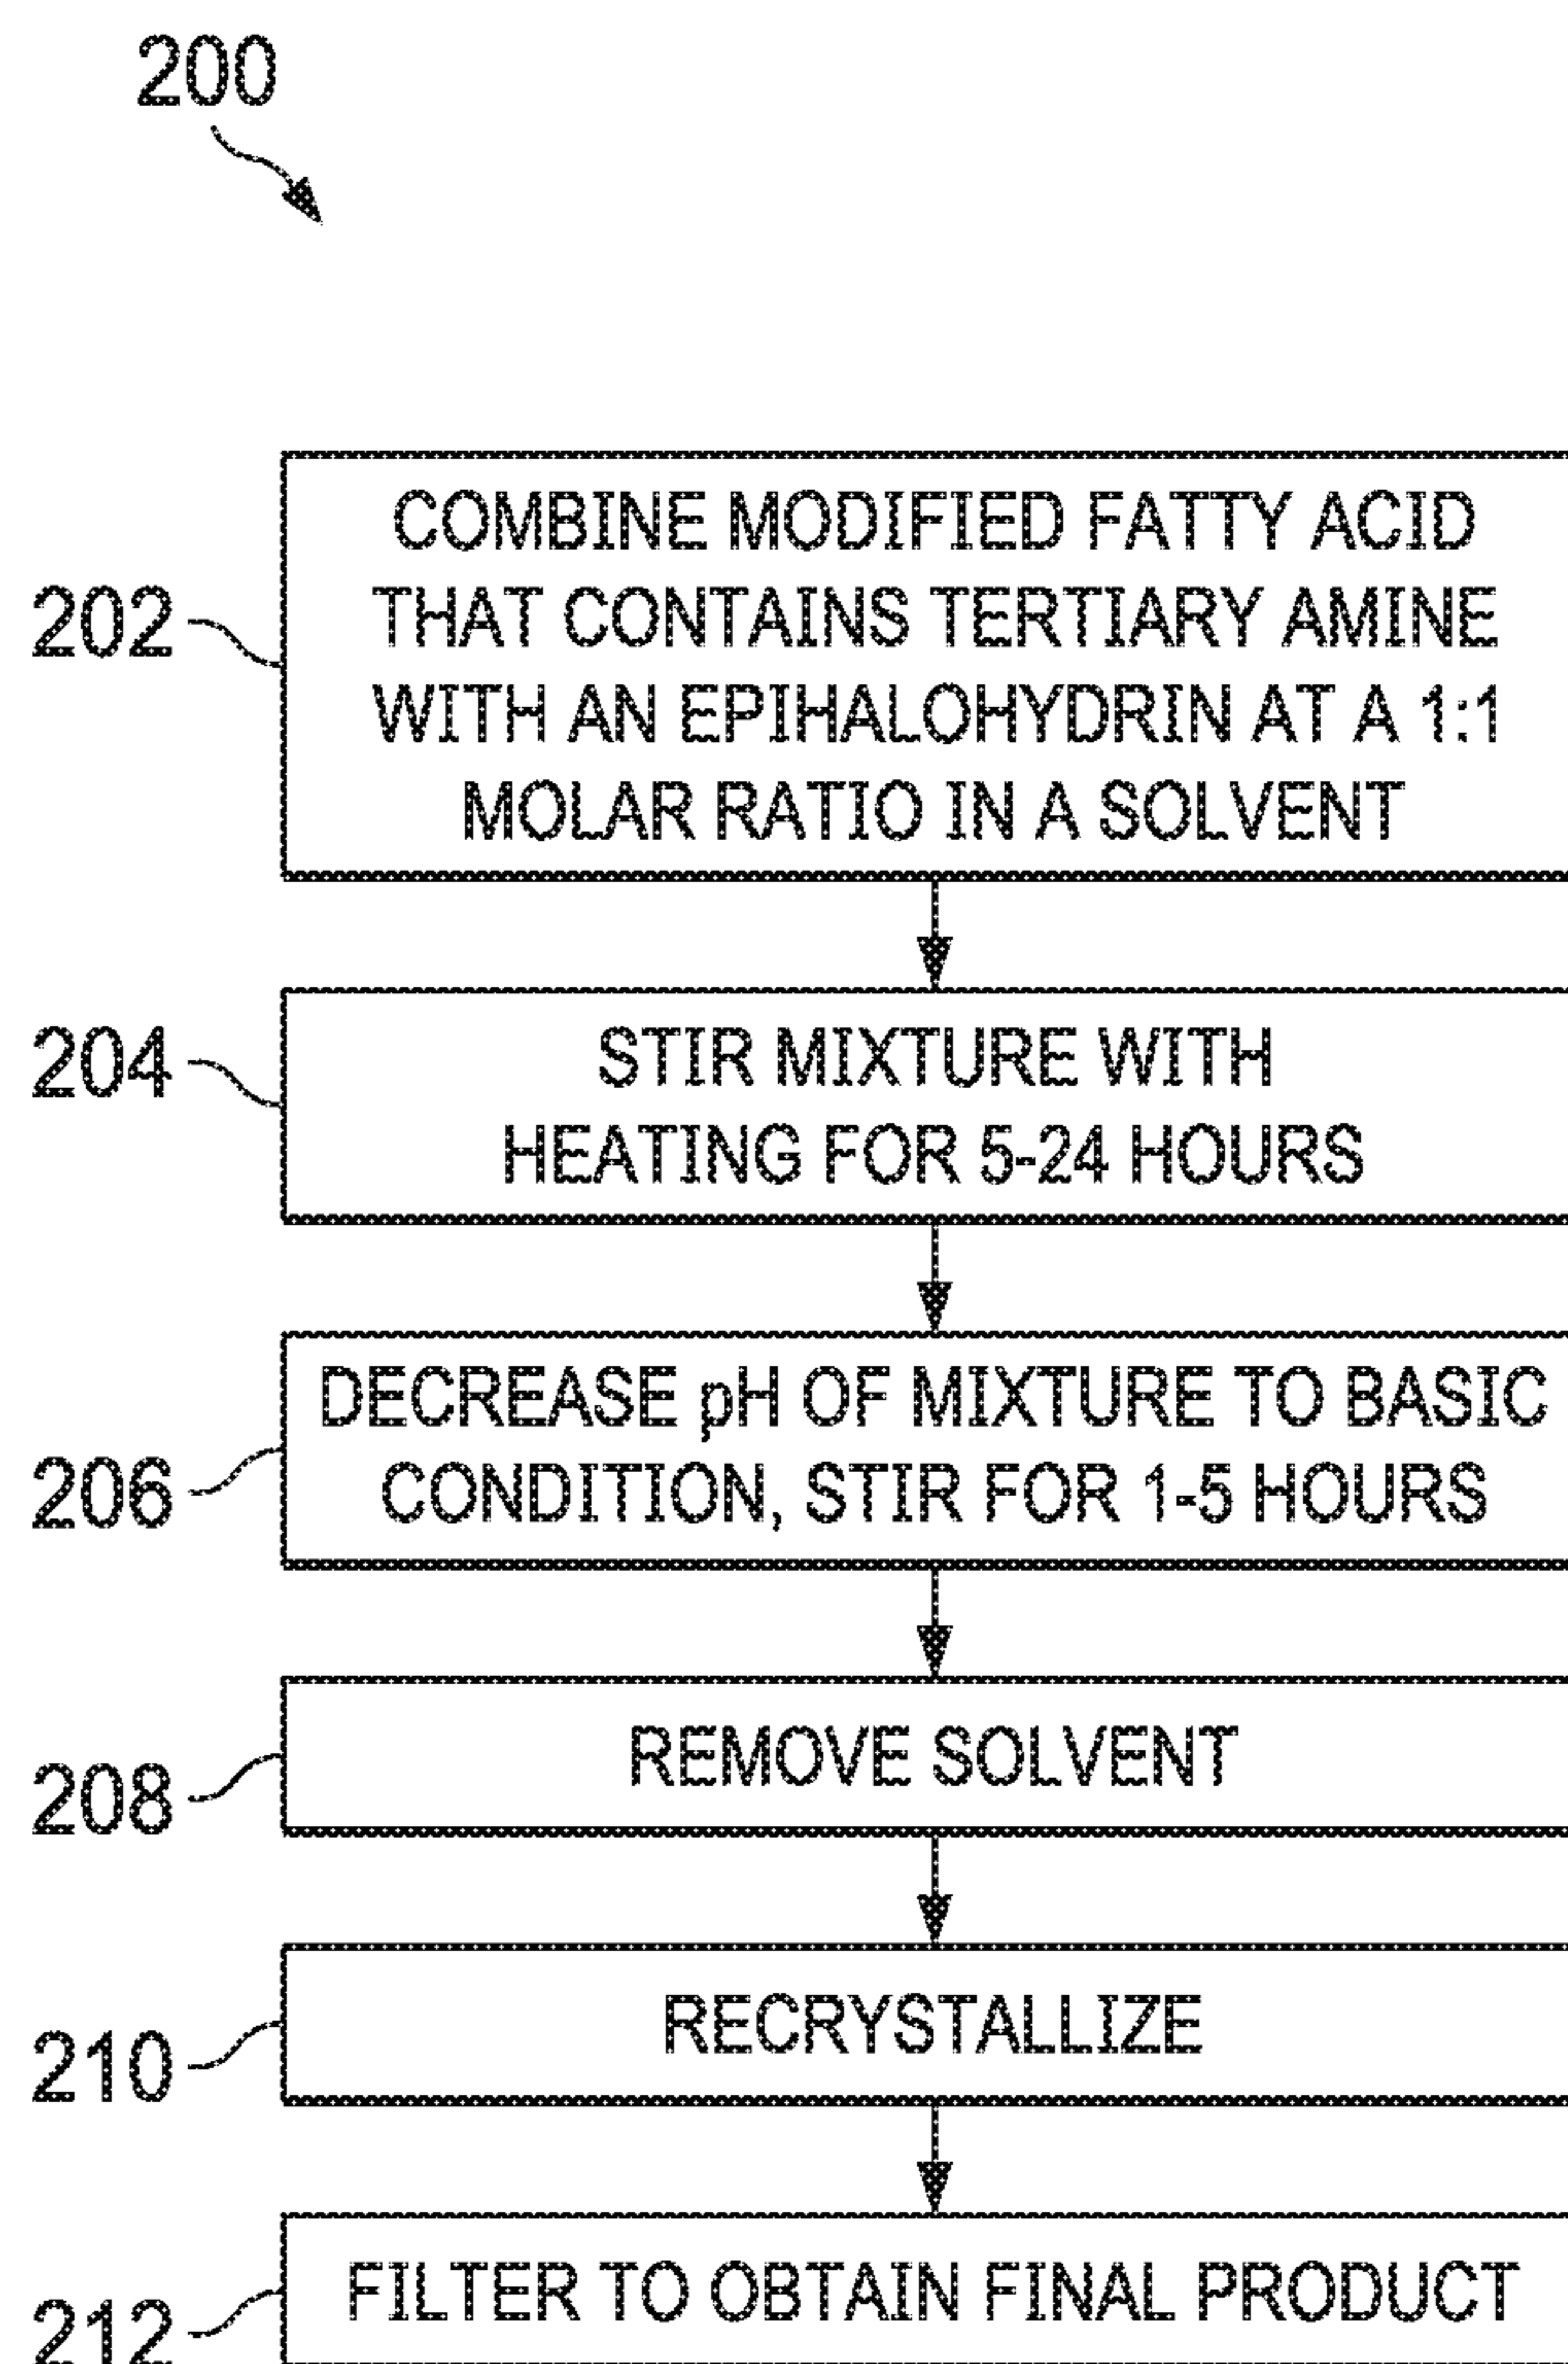 200
202
COMBINE MODIFIED FATTY ACID
THAT CONTAINS TERTIARY AMINE
WITH AN EPIHALOHYDRIN AT A 1:1
MOLAR RATIO IN A SOLVENT
204
STIR MIXTURE WITH
HEATING FOR 5-24 HOURS
206
DECREASE pH OF MIXTURE TO BASIC
CONDITION, STIR FOR 1-5 HOURS
208
REMOVE SOLVENT
210
RECRYSTALLIZE
212
FILTER TO OBTAIN FINAL PRODUCT